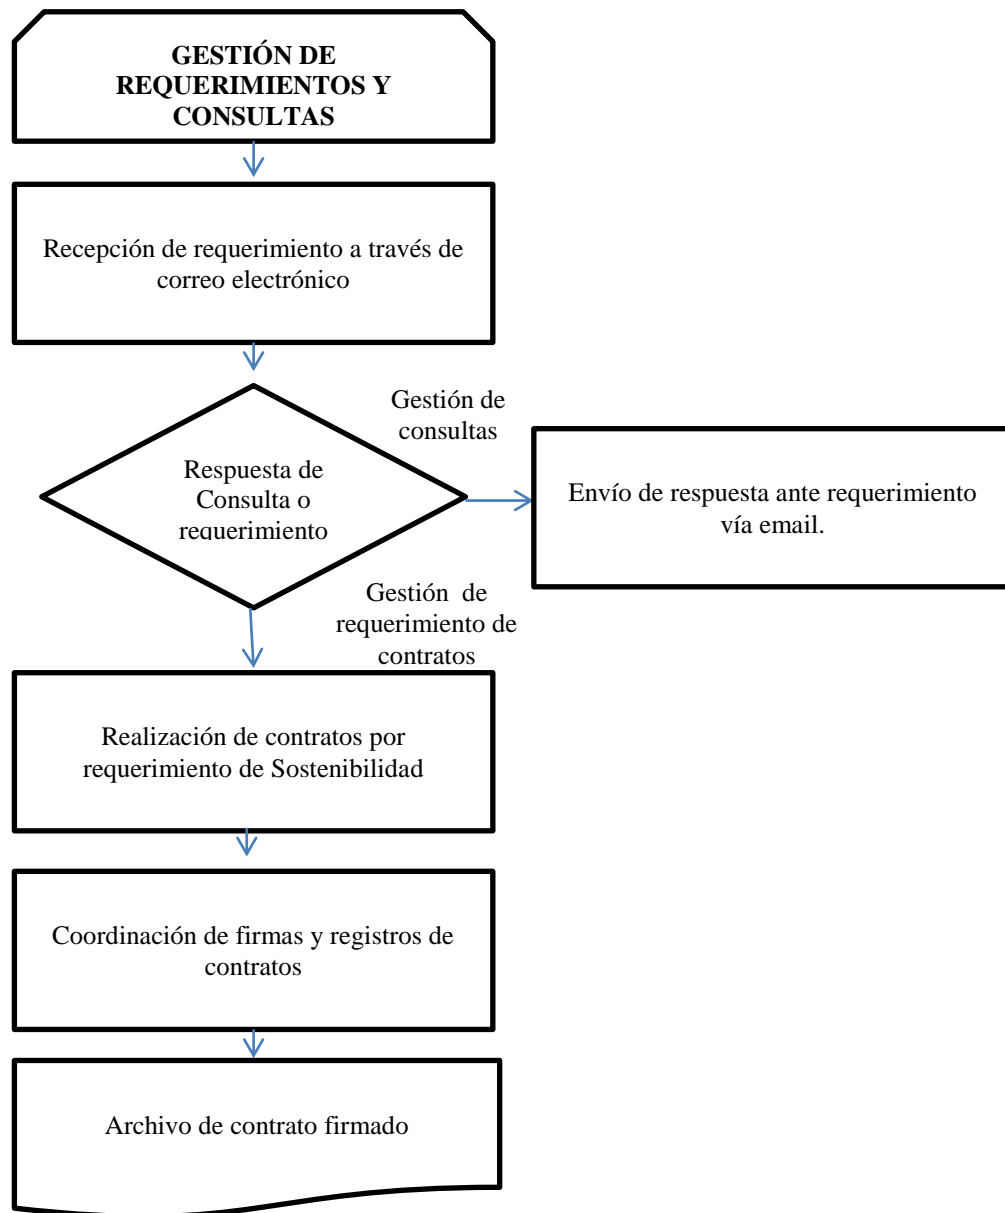 GESTIÓN DE
REQUERIMIENTOS Y
CONSULTAS
Recepción de requerimiento a través de
correo electrónico
Gestión de
consultas
Respuesta de
Consulta o
requerimiento
Envío de respuesta ante requerimiento
vía email.
Gestión  de
requerimiento de
contratos
Realización de contratos por
requerimiento de Sostenibilidad
Coordinación de firmas y registros de
contratos
Archivo de contrato firmado